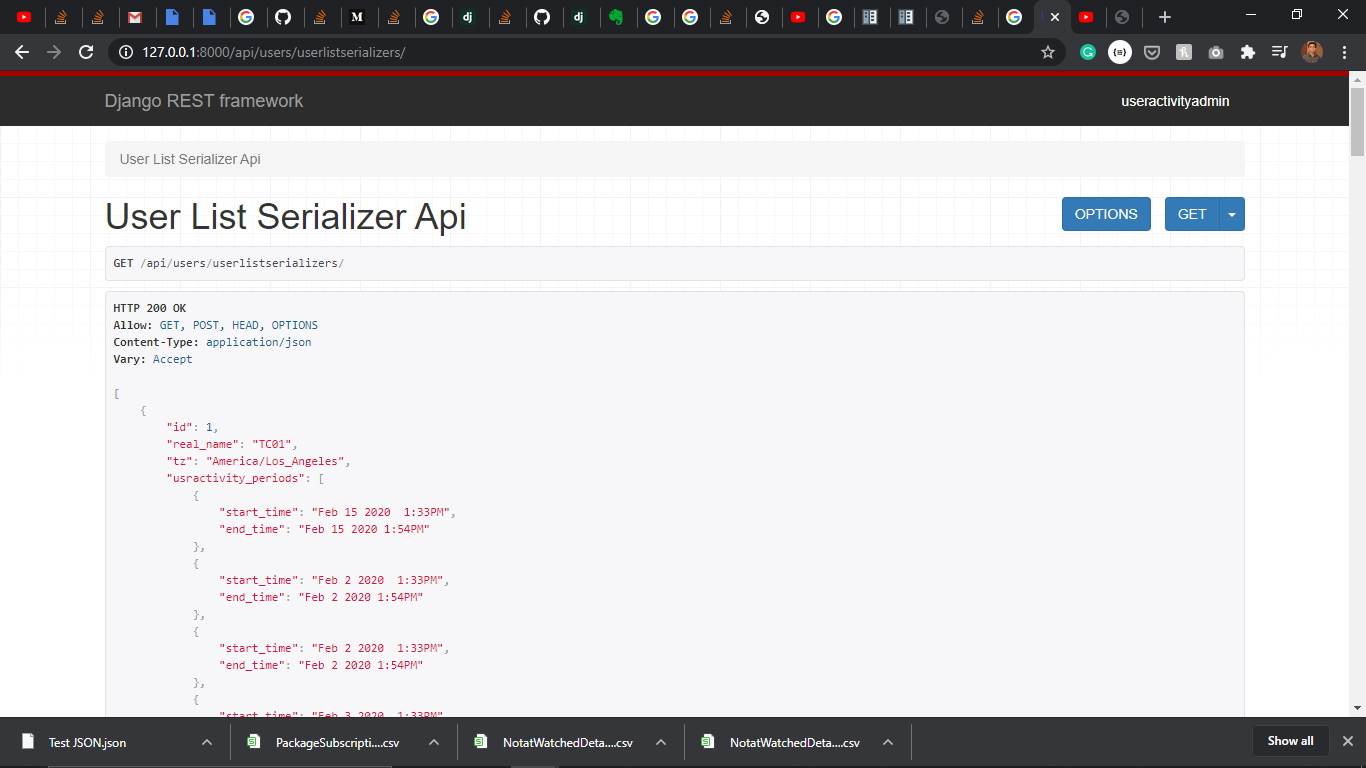 127.0.0.1:8000/api/users/userlistserializers/
Django REST framework
useractivityadmin
User List Serializer Api
User List Serializer Api
OPTIONS
GET
GET /api/users/userlistserializers/
HTTP 200 OK
Allow: GET, POST, HEAD, OPTIONS
Content-Type: application/json
Vary: Accept
[
{
"id": 1,
"real_name": "TC01",
"tz": "America/Los_Angeles",
"usractivity_periods": [
{
"start_time": "Feb 15 2020  1:33PM",
"end_time": "Feb 15 2020 1:54PM"
},
{
"start_time": "Feb 2 2020  1:33PM",
"end_time": "Feb 2 2020 1:54PM"
},
{
"start_time": "Feb 2 2020  1:33PM",
"end_time": "Feb 2 2020 1:54PM"
},
{
"start_time": "Feb 3 2020  1:33PM",
Test JSON.json
PackageSubscripti....csv
NotatWatchedDeta....csv
NotatWatchedDeta....csv
Show all